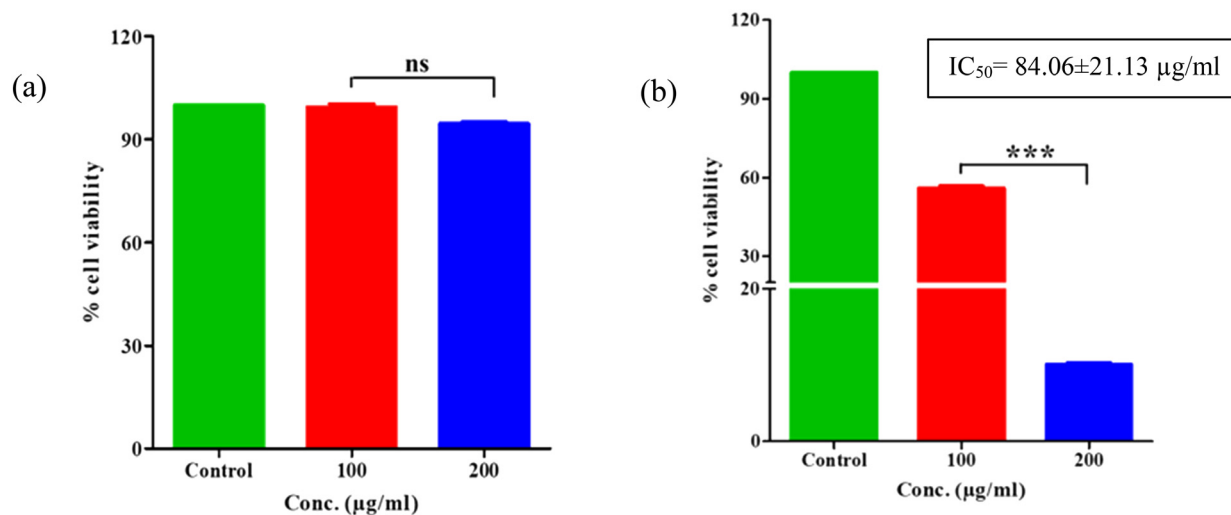 (a)
% cell viability
120
90
60
30
0
ns
Control 100 200
Conc. (µg/ml)
(b)
% cell viability
120
90
60
30
20
0
IC₅₀= 84.06±21.13 µg/ml
***
Control 100 200
Conc. (µg/ml)